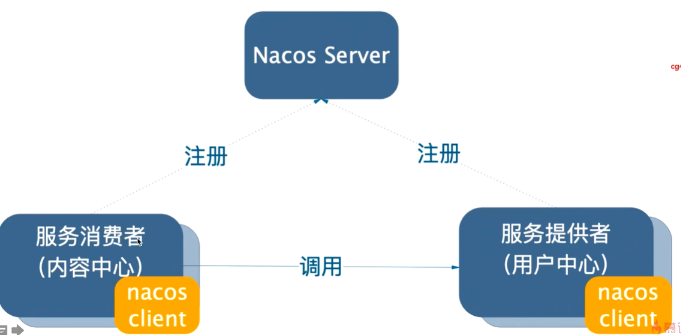 Nacos Server
注册
注册
服务消费者
（内容中心）
nacos
client
调用
服务提供者
（用户中心）
nacos
client